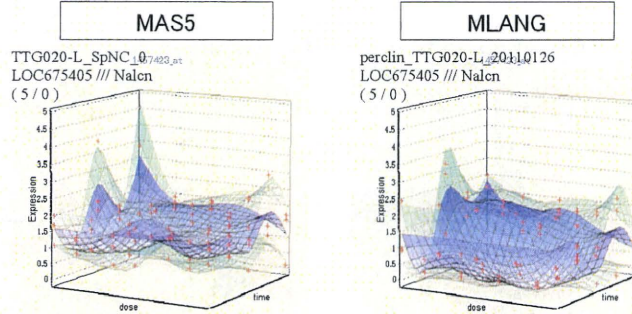 MAS5
TTG020-L_SpNC_0
LOC675405 /// Nalcn
( 5 / 0 )
5
4.5
4
3.5
3
2.5
2
1.5
1
0.5
0
Expression
dose
time
MLANG
perclin_TTG020-L_20110126
LOC675405 /// Nalcn
( 5 / 0 )
5
4.5
4
3.5
3
2.5
2
1.5
1
0.5
0
Expression
dose
time